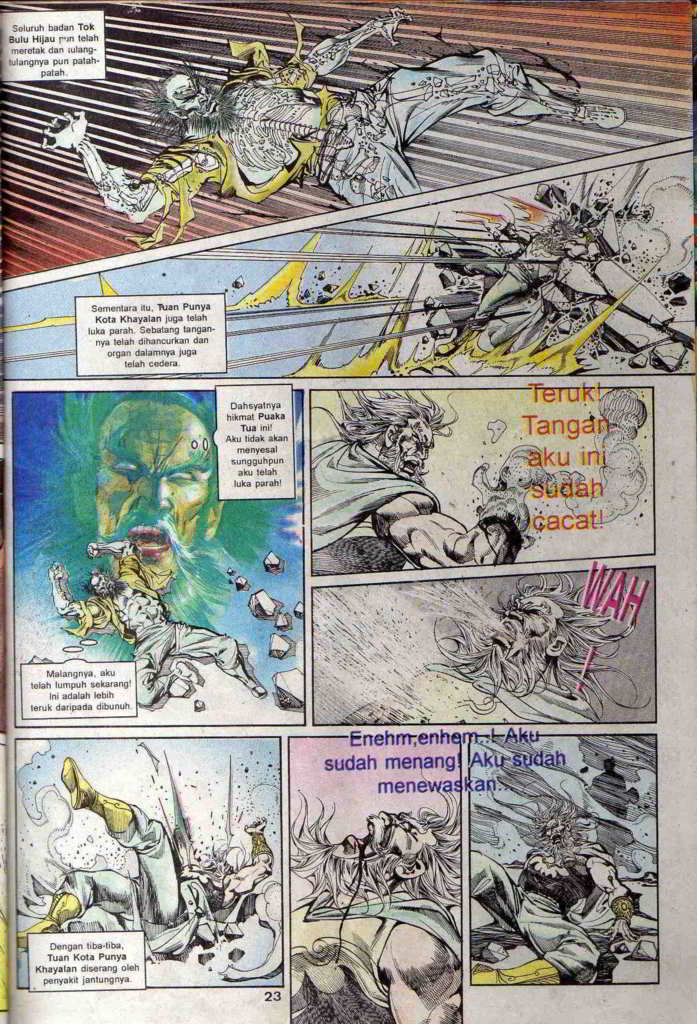 Seluruh badan Tok
Bulu Hijau pun telah
meretak dan tulang-
tulangnya pun patah-
patah.
Sementara itu, Tuan Punya
Kota Khayalan juga telah
luka parah. Sebatang tangan-
nya telah dihancurkan dan
organ dalamnya juga
telah cedera.
Dahsyatnya
hikmat Puaka
Tua ini!
Aku tidak akan
menyesal
sungguhpun
aku telah
luka parah!
Teruk!
Tangan
aku ini
sudah
cacat!
Malangnya, aku
telah lumpuh sekarang!
Ini adalah lebih
teruk daripada dibunuh.
WAH
!
Enehm,enhem..! Aku
sudah menang! Aku sudah
menewaskan...
Dengan tiba-tiba,
Tuan Kota Punya
Khayalan diserang oleh
penyakit jantungnya.
23